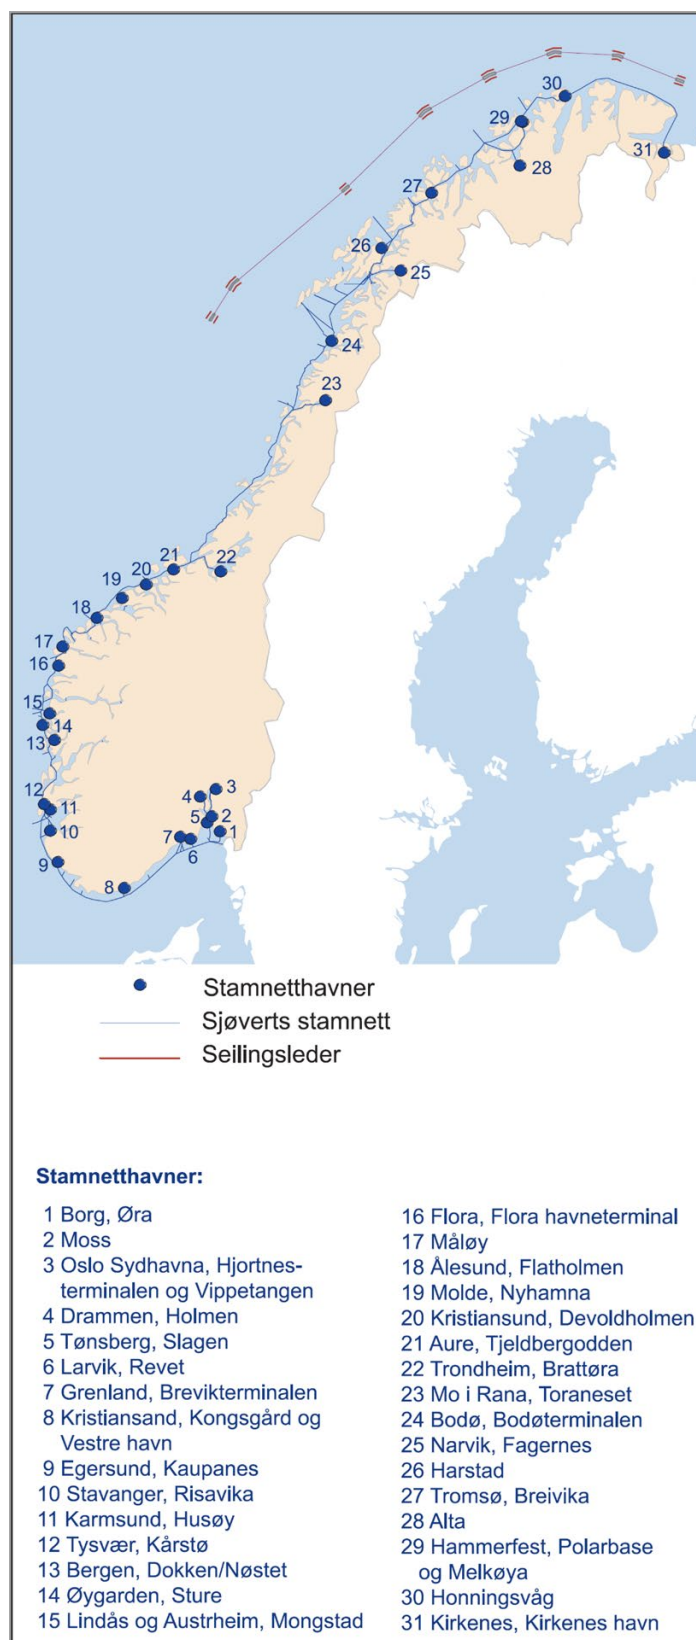 30
29
31
28
27
26
25
24
23
21
22
20
19
18
17
16
15
14
13
3
12
4
11
2
5
10
1
7
6
9
8
Stamnetthavner
Sjøverts stamnett
Seilingsleder
Stamnetthavner:
1 Borg, Øra
2 Moss
3 Oslo Sydhavna, Hjortnes-
terminalen og Vippetangen
4 Drammen, Holmen
5 Tønsberg, Slagen
6 Larvik, Revet
7 Grenland, Brevikterminalen
8 Kristiansand, Kongsgård og
Vestre havn
9 Egersund, Kaupanes
10 Stavanger, Risavika
11 Karmsund, Husøy
12 Tysvær, Kårstø
13 Bergen, Dokken/Nøstet
14 Øygarden, Sture
15 Lindås og Austrheim, Mongstad
16 Flora, Flora havneterminal
17 Måløy
18 Ålesund, Flatholmen
19 Molde, Nyhamna
20 Kristiansund, Devoldholmen
21 Aure, Tjeldbergodden
22 Trondheim, Brattøra
23 Mo i Rana, Toraneset
24 Bodø, Bodøterminalen
25 Narvik, Fagernes
26 Harstad
27 Tromsø, Breivika
28 Alta
29 Hammerfest, Polarbase
og Melkøya
30 Honningsvåg
31 Kirkenes, Kirkenes havn